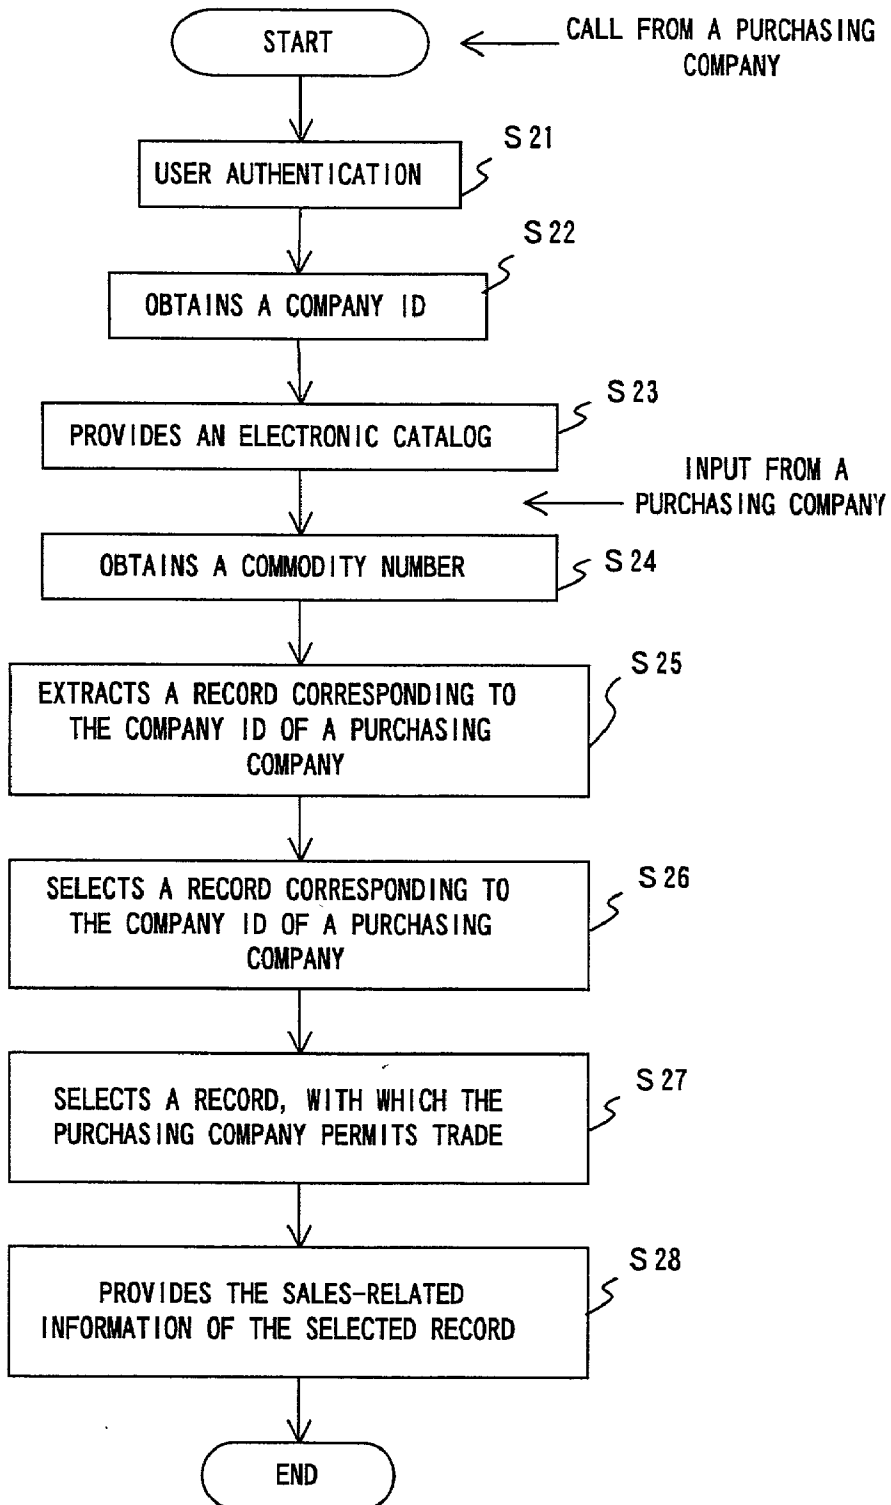 START
CALL FROM A PURCHASING
COMPANY
S21
USER AUTHENTICATION
S22
OBTAINS A COMPANY ID
S23
PROVIDES AN ELECTRONIC CATALOG
INPUT FROM A
PURCHASING COMPANY
OBTAINS A COMMODITY NUMBER
S24
S25
EXTRACTS A RECORD CORRESPONDING TO
THE COMPANY ID OF A PURCHASING
COMPANY
S26
SELECTS A RECORD CORRESPONDING TO
THE COMPANY ID OF A PURCHASING
COMPANY
S27
SELECTS A RECORD, WITH WHICH THE
PURCHASING COMPANY PERMITS TRADE
S28
PROVIDES THE SALES-RELATED
INFORMATION OF THE SELECTED RECORD
END